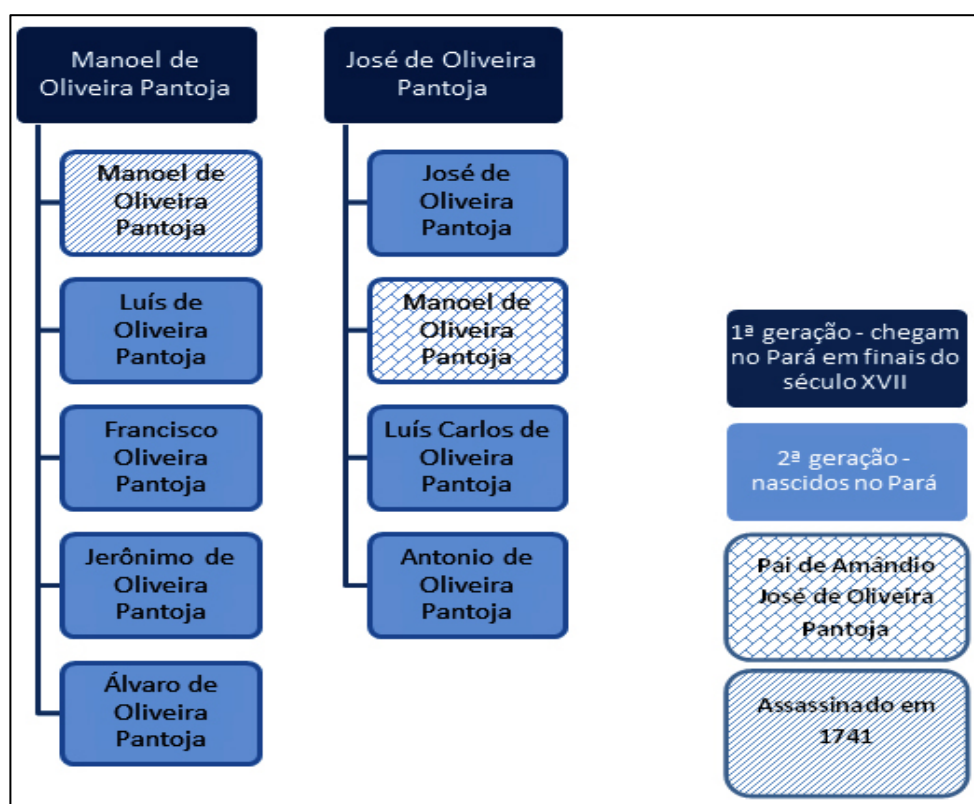 Manoel de
Oliveira Pantoja
Manoel de
Oliveira
Pantoja
Luís de
Oliveira
Pantoja
Francisco
Oliveira
Pantoja
Jerônimo de
Oliveira
Pantoja
Álvaro de
Oliveira
Pantoja
José de Oliveira
Pantoja
José de
Oliveira
Pantoja
Manoel de
Oliveira
Pantoja
Luís Carlos de
Oliveira
Pantoja
Antonio de
Oliveira
Pantoja
1ª geração - chegam
no Pará em finais do
século XVII
2ª geração -
nascidos no Pará
Pai de Amândio
José de Oliveira
Pantoja
Assassinado em
1741